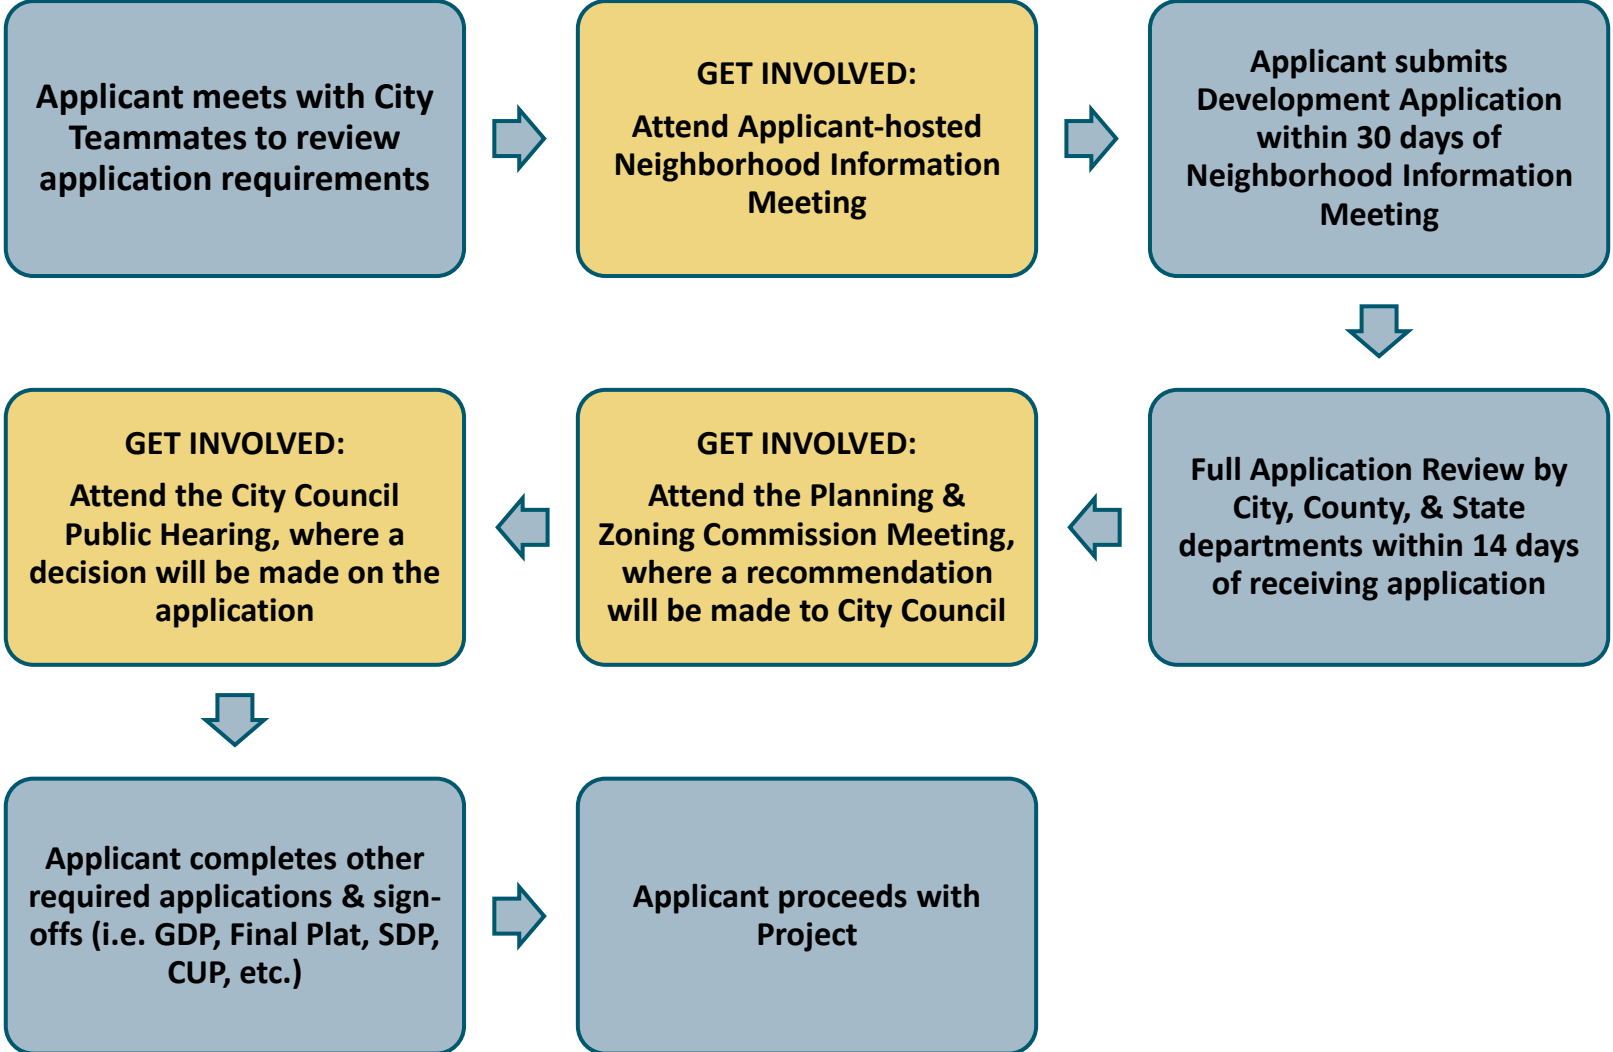 Applicant meets with City
Teammates to review
application requirements
GET INVOLVED:
Attend Applicant-hosted
Neighborhood Information
Meeting
Applicant submits
Development Application
within 30 days of
Neighborhood Information
Meeting
Full Application Review by
City, County, & State
departments within 14 days
of receiving application
GET INVOLVED:
Attend the Planning &
Zoning Commission Meeting,
where a recommendation
will be made to City Council
GET INVOLVED:
Attend the City Council
Public Hearing, where a
decision will be made on the
application
Applicant completes other
required applications & sign-
offs (i.e. GDP, Final Plat, SDP,
CUP, etc.)
Applicant proceeds with
Project